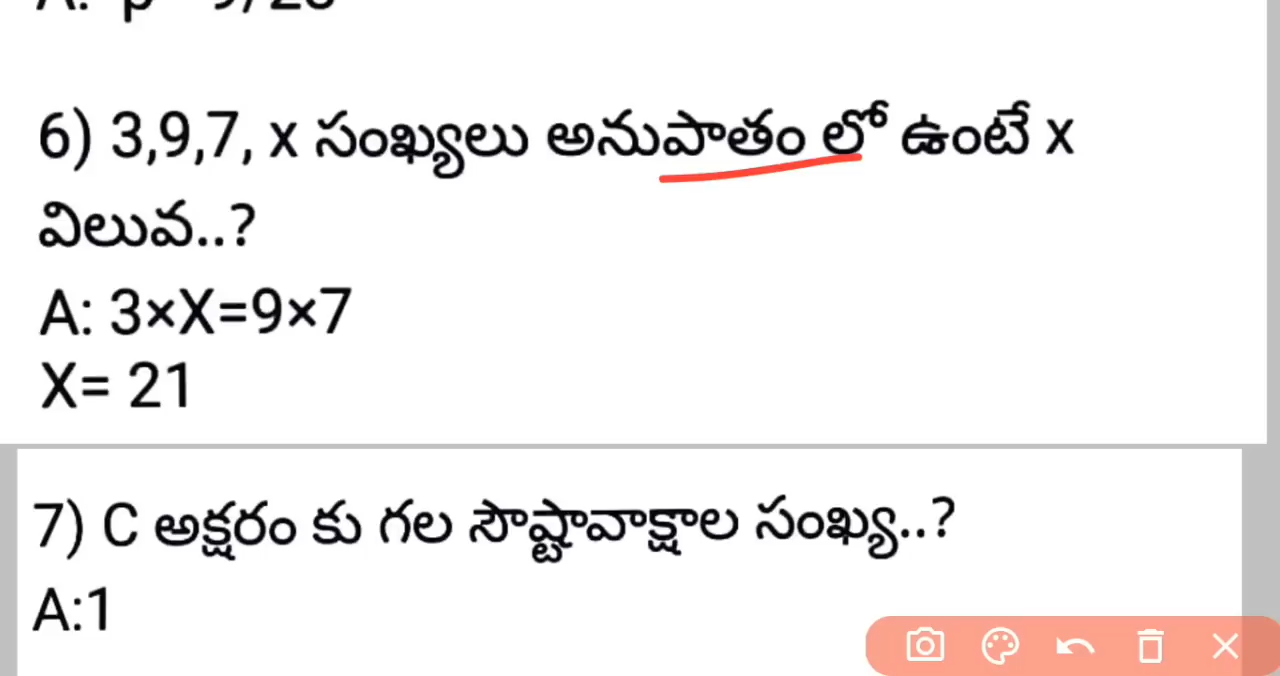 6) 3,9,7, x సంఖ్యలు అనుపాతం లో ఉంటే x
విలువ..?
A: 3×X=9×7
X= 21
7) C అక్షరం కు గల సౌష్టావాక్షాల సంఖ్య..?
A:1